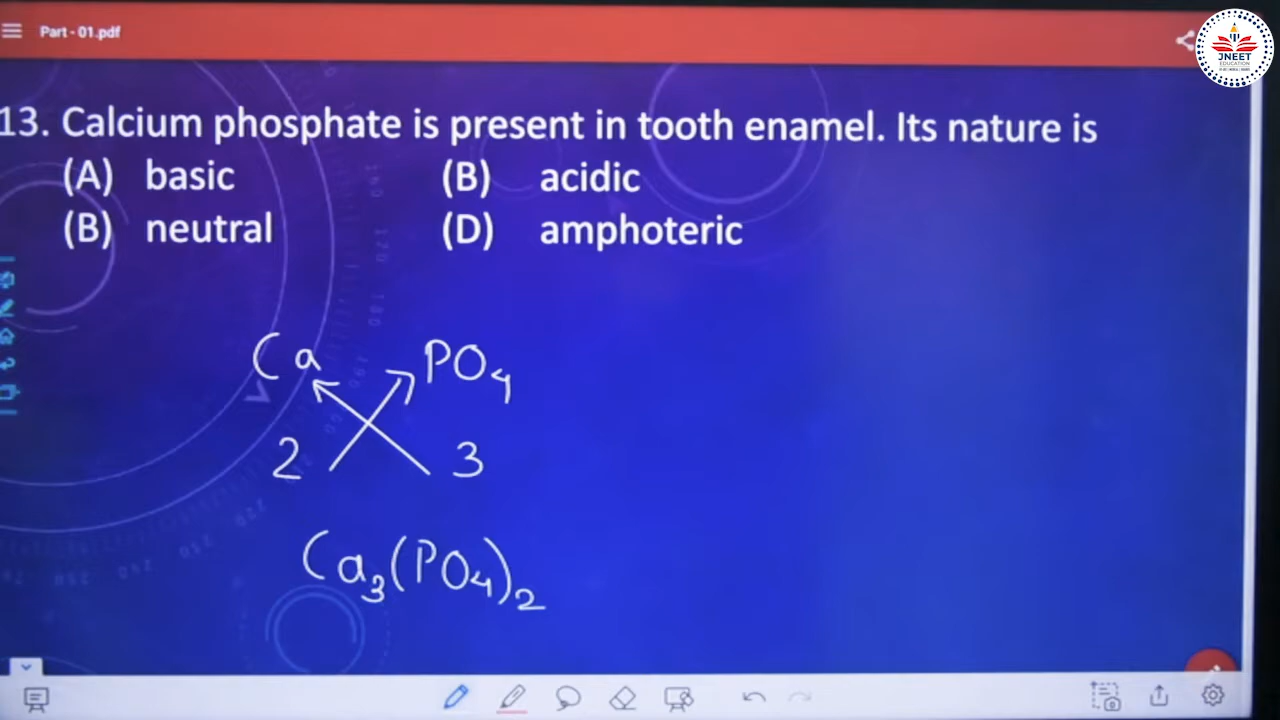 Part - 01.pdf
JNEET
EDUCATION
13. Calcium phosphate is present in tooth enamel. Its nature is
(A) basic (B) acidic
(B) neutral (D) amphoteric
Ca PO4
2 3
Ca3(PO4)2